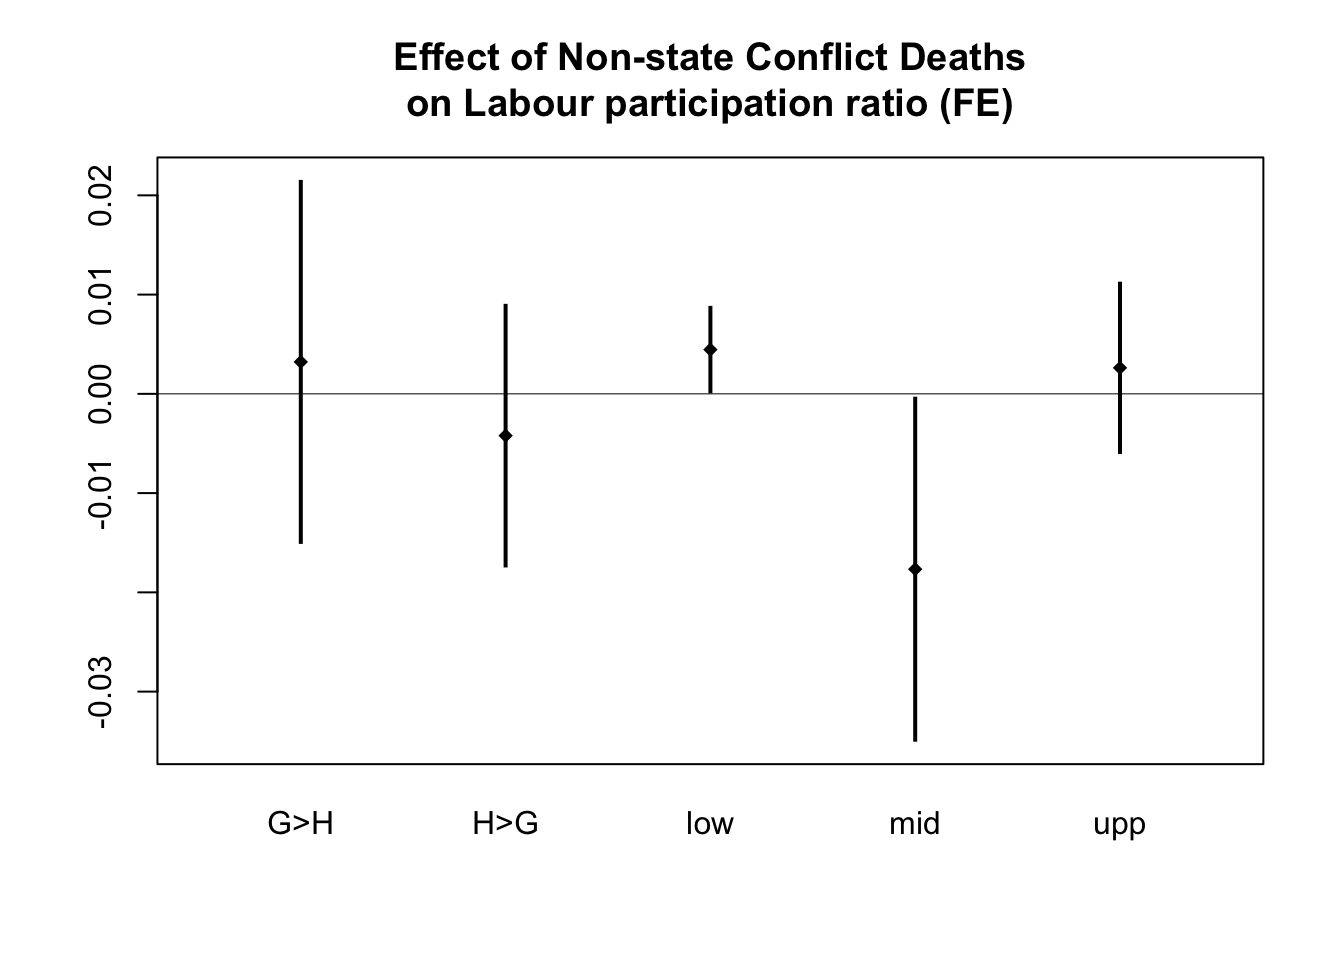 Effect of Non-state Conflict Deaths
on Labour participation ratio (FE)
0.02
0.01
0.00
-0.01
-0.03
G>H H>G low mid upp